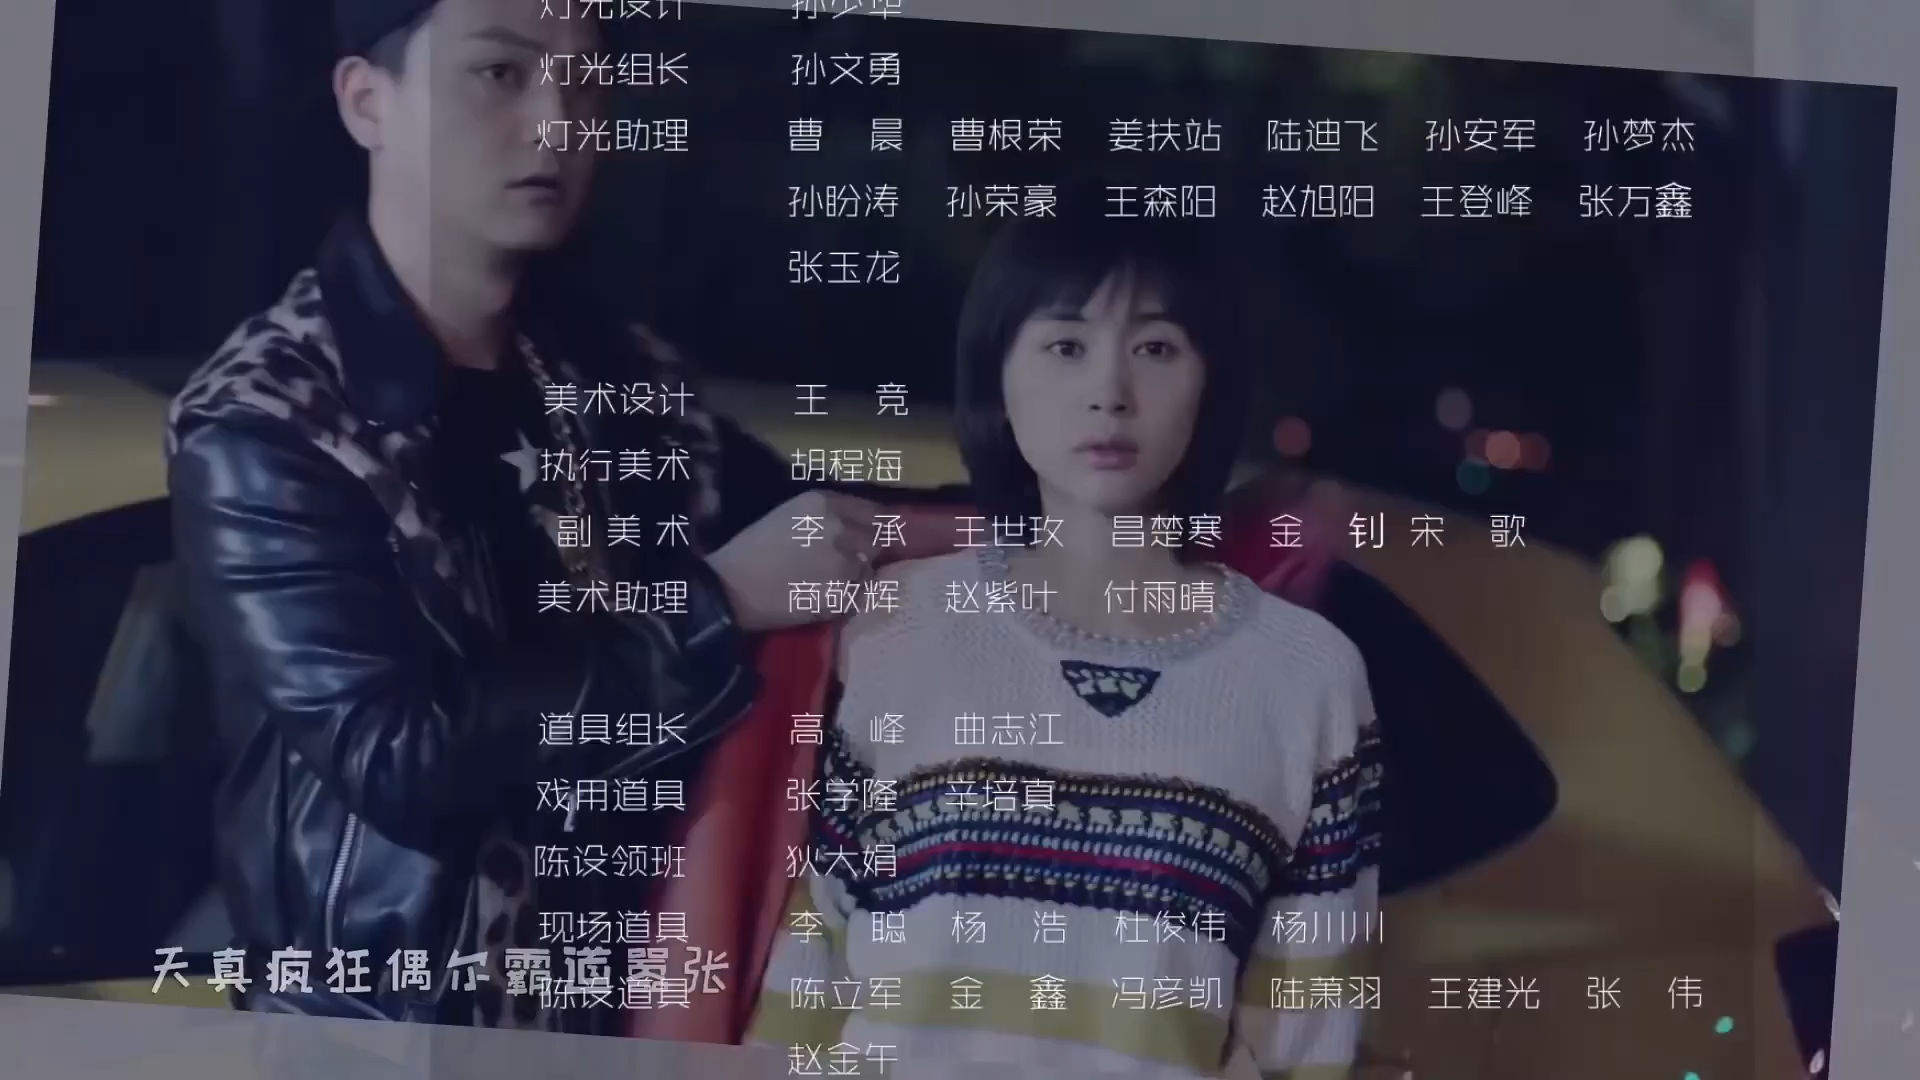 灯光设计 孙少华
灯光组长 孙文勇
灯光助理 曹 晨 曹根荣 姜扶站 陆迪飞 孙安军 孙梦杰
孙盼涛 孙荣豪 王森阳 赵旭阳 王登峰 张万鑫
张玉龙
美术设计 王 竞
执行美术 胡程海
副美术 李 承 王世玫 昌楚寒 金 钊 宋 歌
美术助理 商敬辉 赵紫叶 付雨晴
道具组长 高 峰 曲志江
戏用道具 张学隆 辛培真
陈设领班 狄大娟
现场道具 李 聪 杨 浩 杜俊伟 杨川川
天真疯狂偶尔霸道嚣张
陈设道具 陈立军 金 鑫 冯彦凯 陆萧羽 王建光 张 伟
赵金午